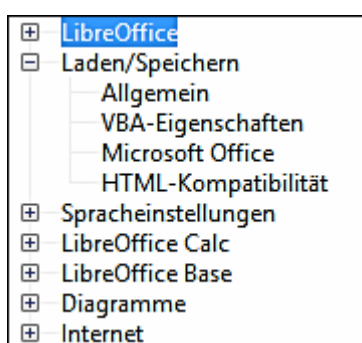 LibreOffice
Laden/Speichern
Allgemein
VBA-Eigenschaften
Microsoft Office
HTML-Kompatibilität
Spracheinstellungen
LibreOffice Calc
LibreOffice Base
Diagramme
Internet